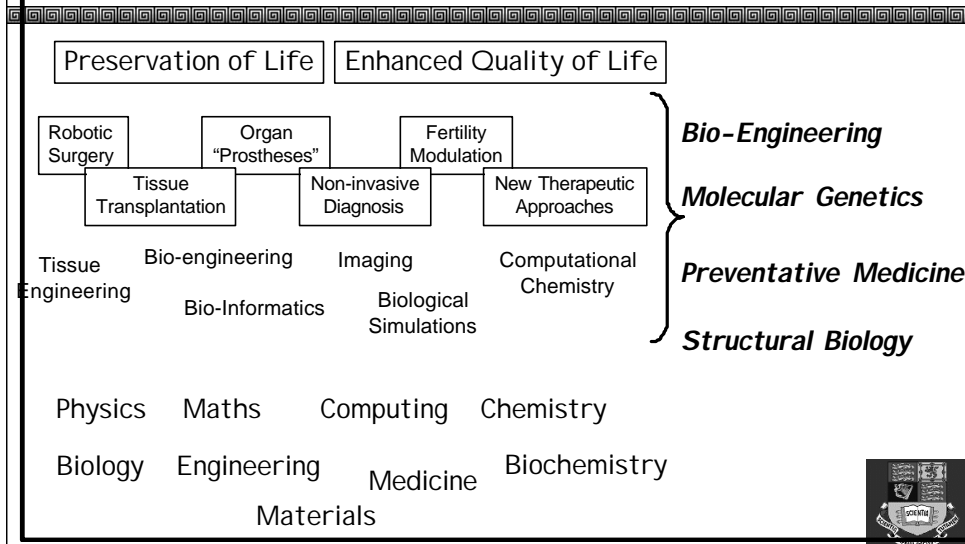 Preservation of Life
Enhanced Quality of Life
Robotic
Surgery
Organ
“Prostheses”
Fertility
Modulation
Tissue
Transplantation
Non-invasive
Diagnosis
New Therapeutic
Approaches
Tissue
Engineering
Bio-engineering
Imaging
Computational
Chemistry
Bio-Informatics
Biological
Simulations
Bio-Engineering
Molecular Genetics
Preventative Medicine
Structural Biology
Physics Maths Computing Chemistry
Biology Engineering Medicine Biochemistry
Materials
SCIENTIA